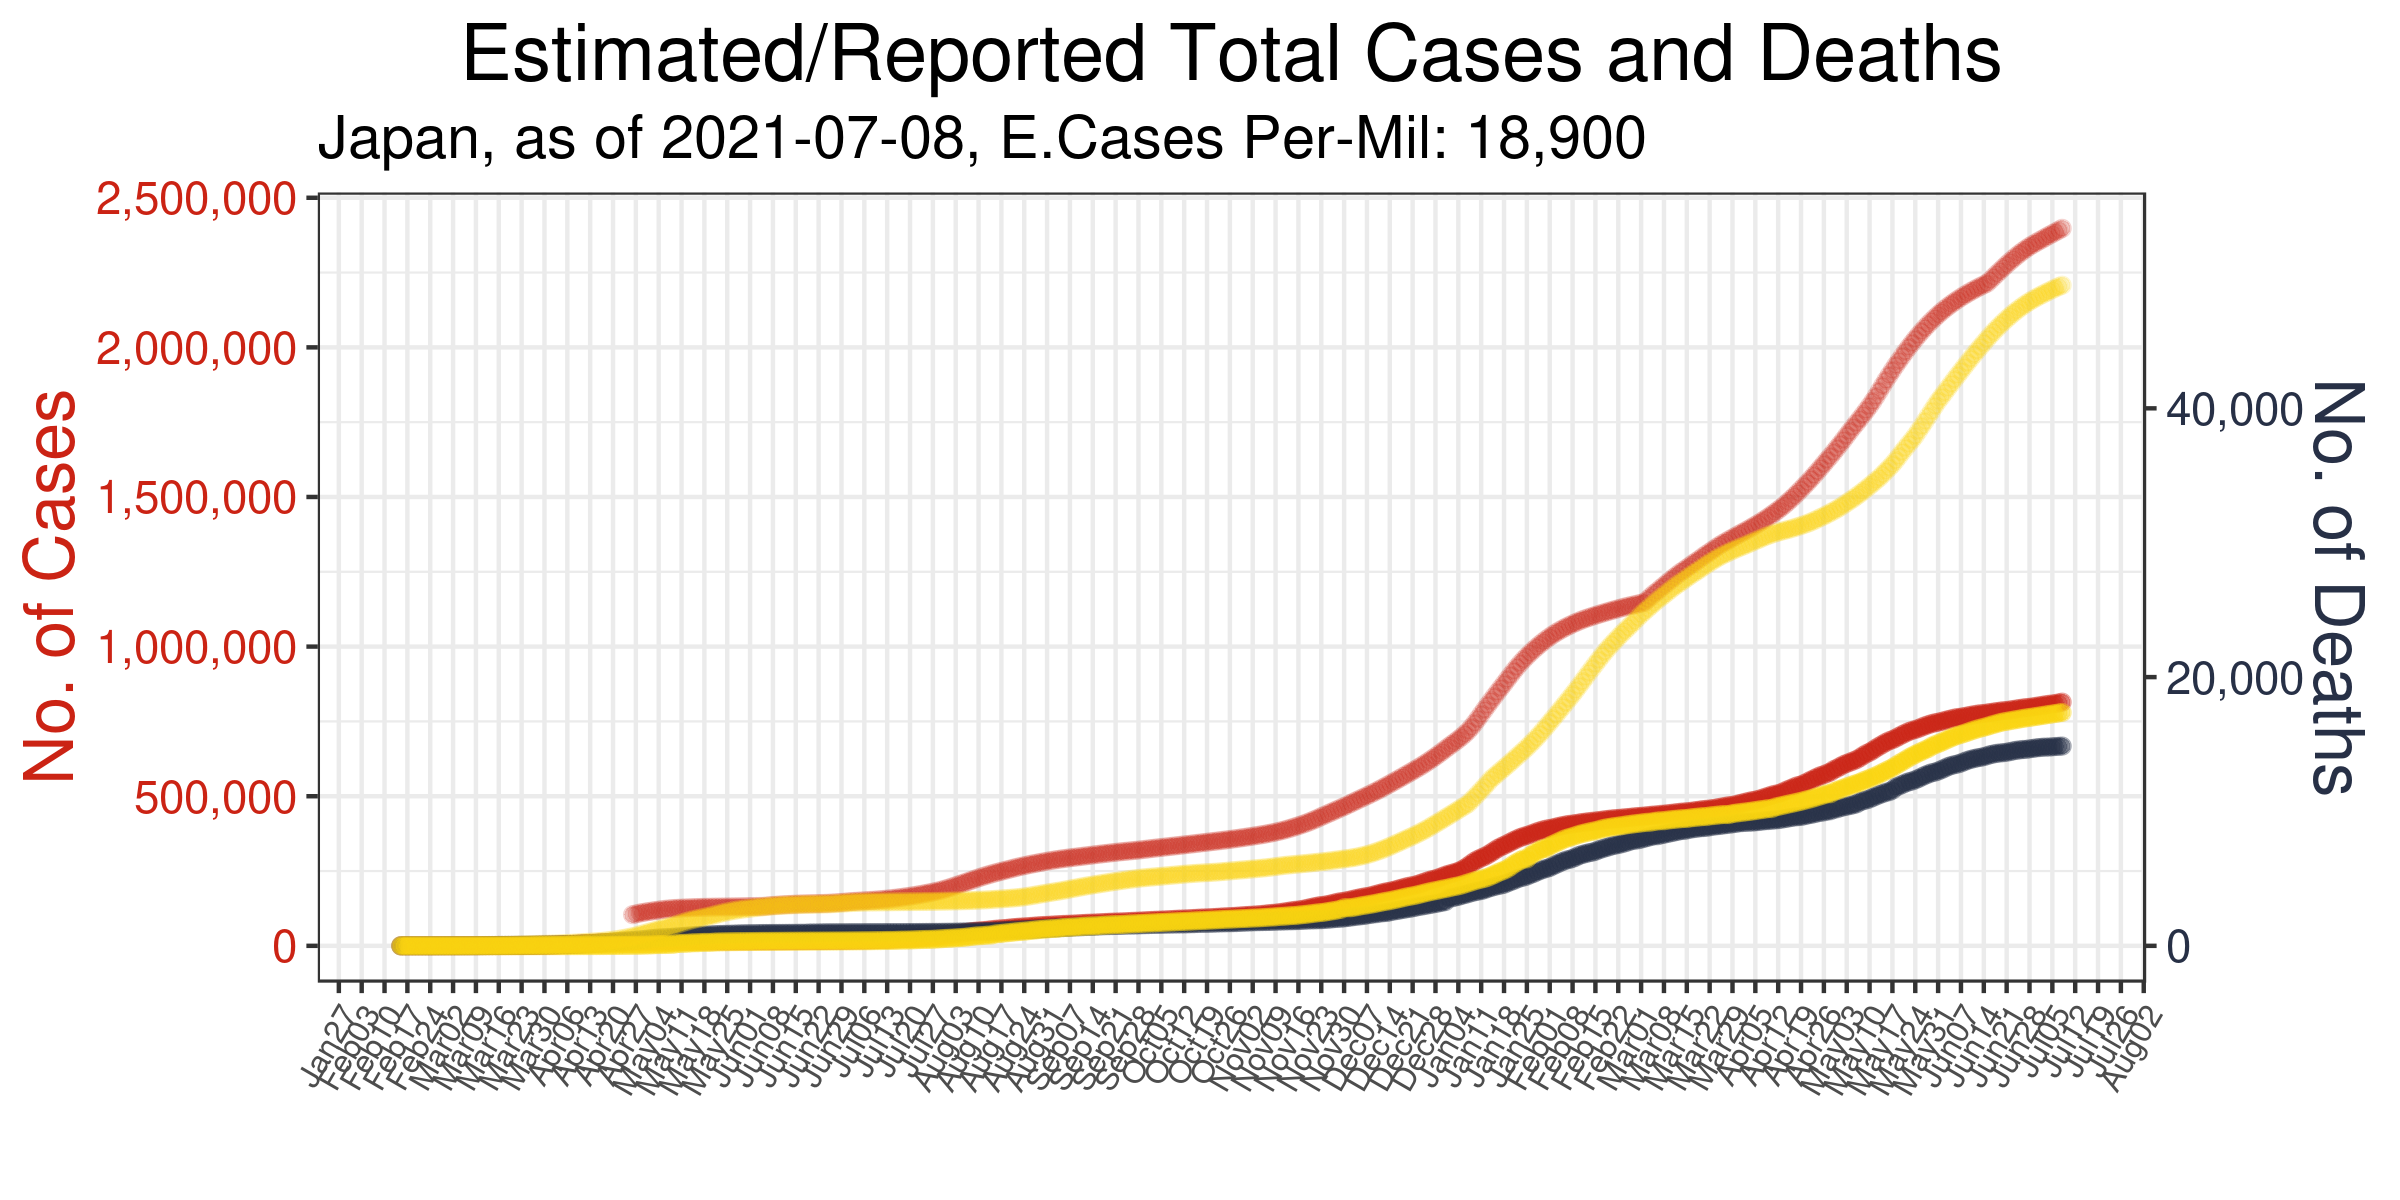 Estimated/Reported Total Cases and Deaths
Japan, as of 2021-07-08, E.Cases Per-Mil: 18,900
No. of Cases
2,500,000
2,000,000
1,500,000
1,000,000
500,000
0
40,000
20,000
0
No. of Deaths
Jan27
Feb03
Feb10
Feb17
Feb24
Mar02
Mar09
Mar16
Mar23
Mar30
Apr06
Apr13
Apr20
Apr27
May04
May11
May18
May25
Jun01
Jun08
Jun15
Jun22
Jun29
Jul06
Jul13
Jul20
Jul27
Aug03
Aug10
Aug17
Aug24
Aug31
Sep07
Sep14
Sep21
Sep28
Oct05
Oct12
Oct19
Oct26
Nov02
Nov09
Nov16
Nov23
Nov30
Dec07
Dec14
Dec21
Dec28
Jan04
Jan11
Jan18
Jan25
Feb01
Feb08
Feb15
Feb22
Mar01
Mar08
Mar15
Mar22
Mar29
Apr05
Apr12
Apr19
Apr26
May03
May10
May17
May24
May31
Jun07
Jun14
Jun21
Jun28
Jul05
Jul12
Jul19
Jul26
Aug02